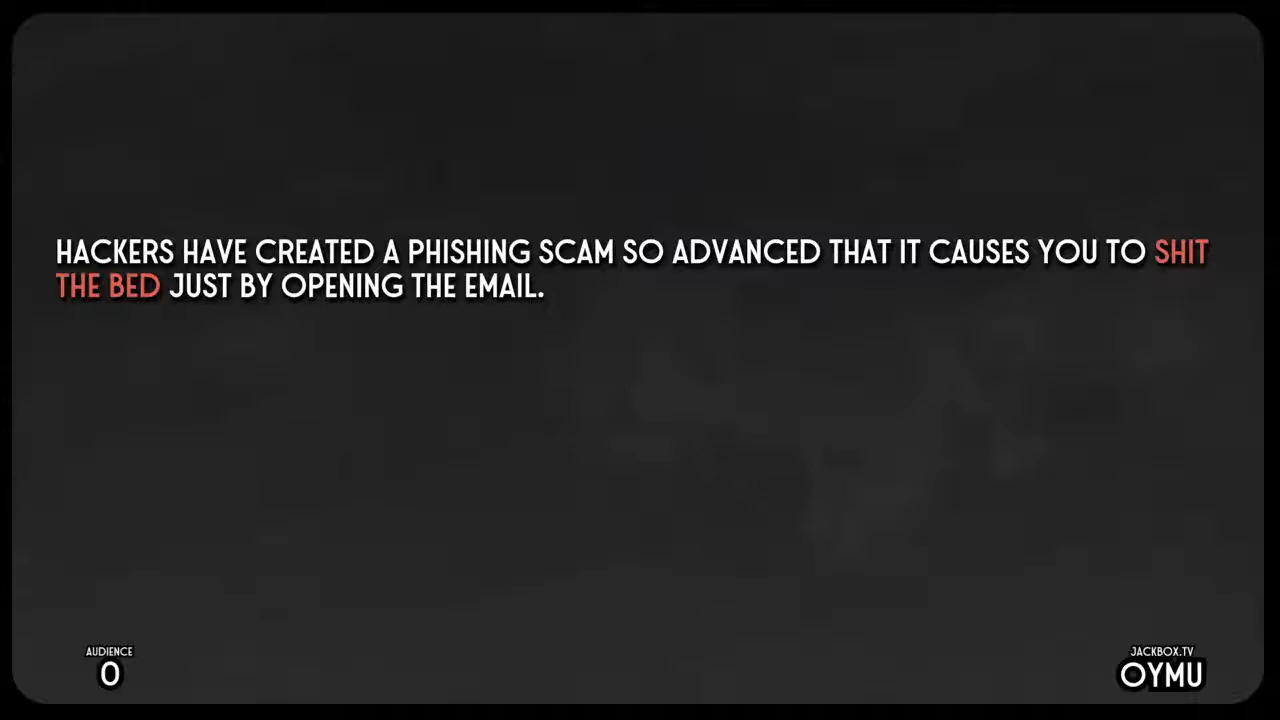 HACKERS HAVE CREATED A PHISHING SCAM SO ADVANCED THAT IT CAUSES YOU TO SHIT
THE BED JUST BY OPENING THE EMAIL.
AUDIENCE
0
JACKBOX.TV
OYMU